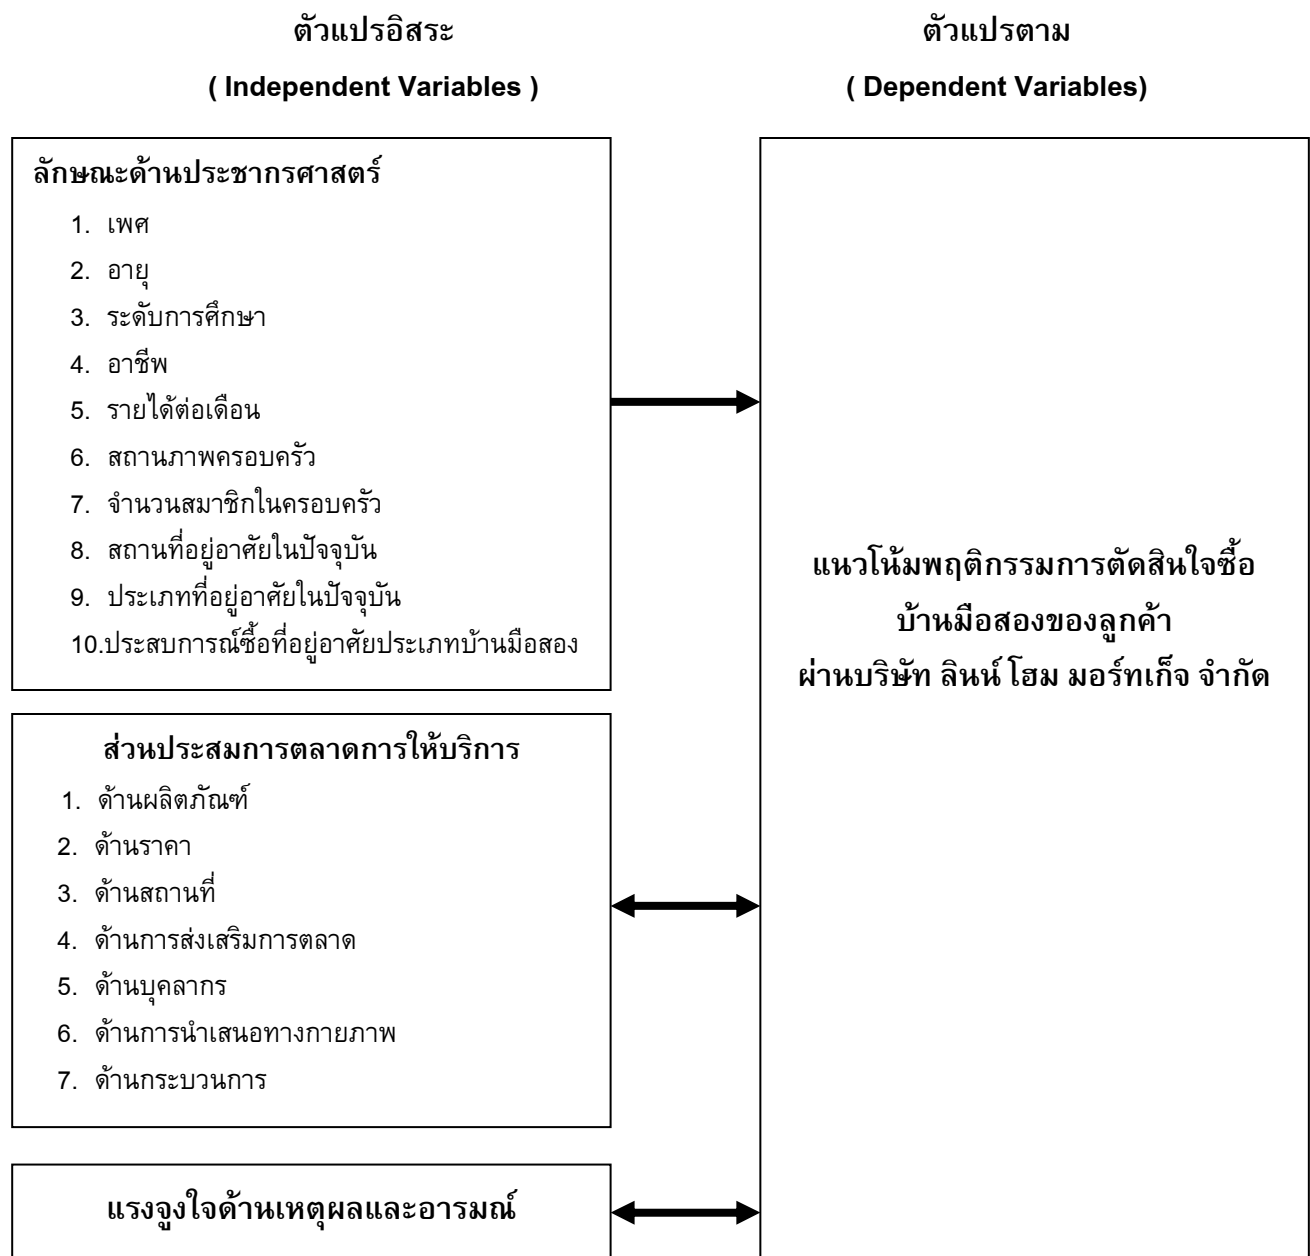 ตัวแปรอิสระ
( Independent Variables )
ตัวแปรตาม
( Dependent Variables)
ลักษณะด้านประชากรศาสตร์
1. เพศ
2. อายุ
3. ระดับการศึกษา
4. อาชีพ
5. รายได้ต่อเดือน
6. สถานภาพครอบครัว
7. จำนวนสมาชิกในครอบครัว
8. สถานที่อยู่อาศัยในปัจจุบัน
9. ประเภทที่อยู่อาศัยในปัจจุบัน
10.ประสบการณ์ซื้อที่อยู่อาศัยประเภทบ้านมือสอง
ส่วนประสมการตลาดการให้บริการ
1. ด้านผลิตภัณฑ์
2. ด้านราคา
3. ด้านสถานที่
4. ด้านการส่งเสริมการตลาด
5. ด้านบุคลากร
6. ด้านการนำเสนอทางกายภาพ
7. ด้านกระบวนการ
แรงจูงใจด้านเหตุผลและอารมณ์
แนวโน้มพฤติกรรมการตัดสินใจซื้อ
บ้านมือสองของลูกค้า
ผ่านบริษัท ลินน์ โฮม มอร์ทเก็จ จำกัด